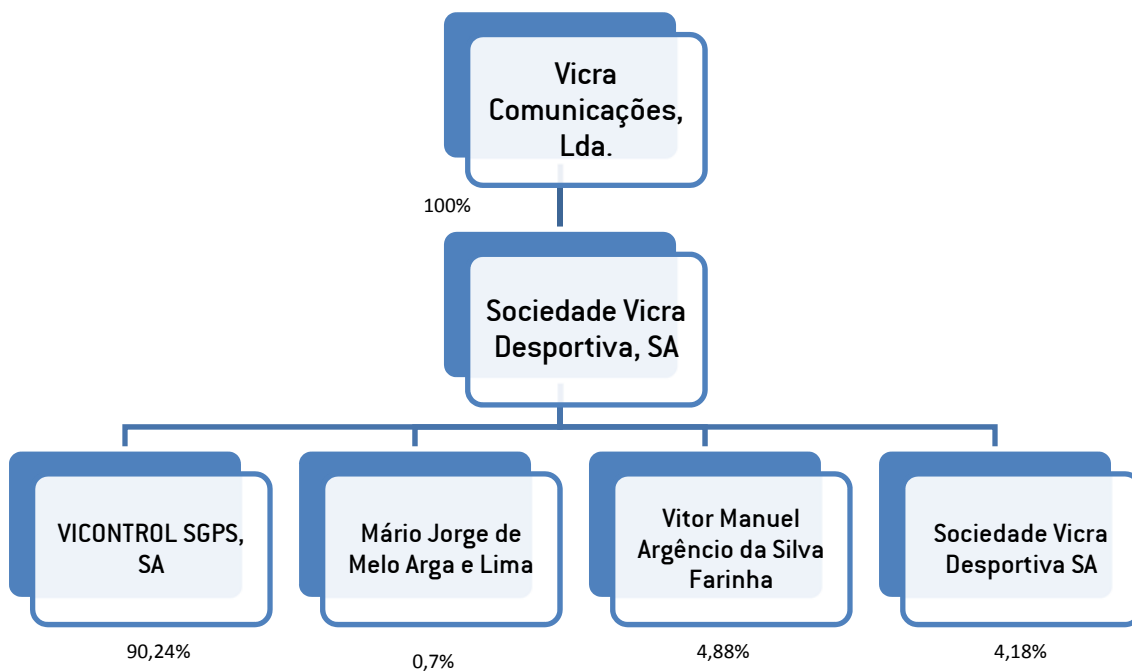 Vicra
Comunicações,
Lda.
100%
Sociedade Vicra
Desportiva, SA
VICONTROL SGPS,
SA
Mário Jorge de
Melo Arga e Lima
Vitor Manuel
Argêncio da Silva
Farinha
Sociedade Vicra
Desportiva SA
90,24%
0,7%
4,88%
4,18%